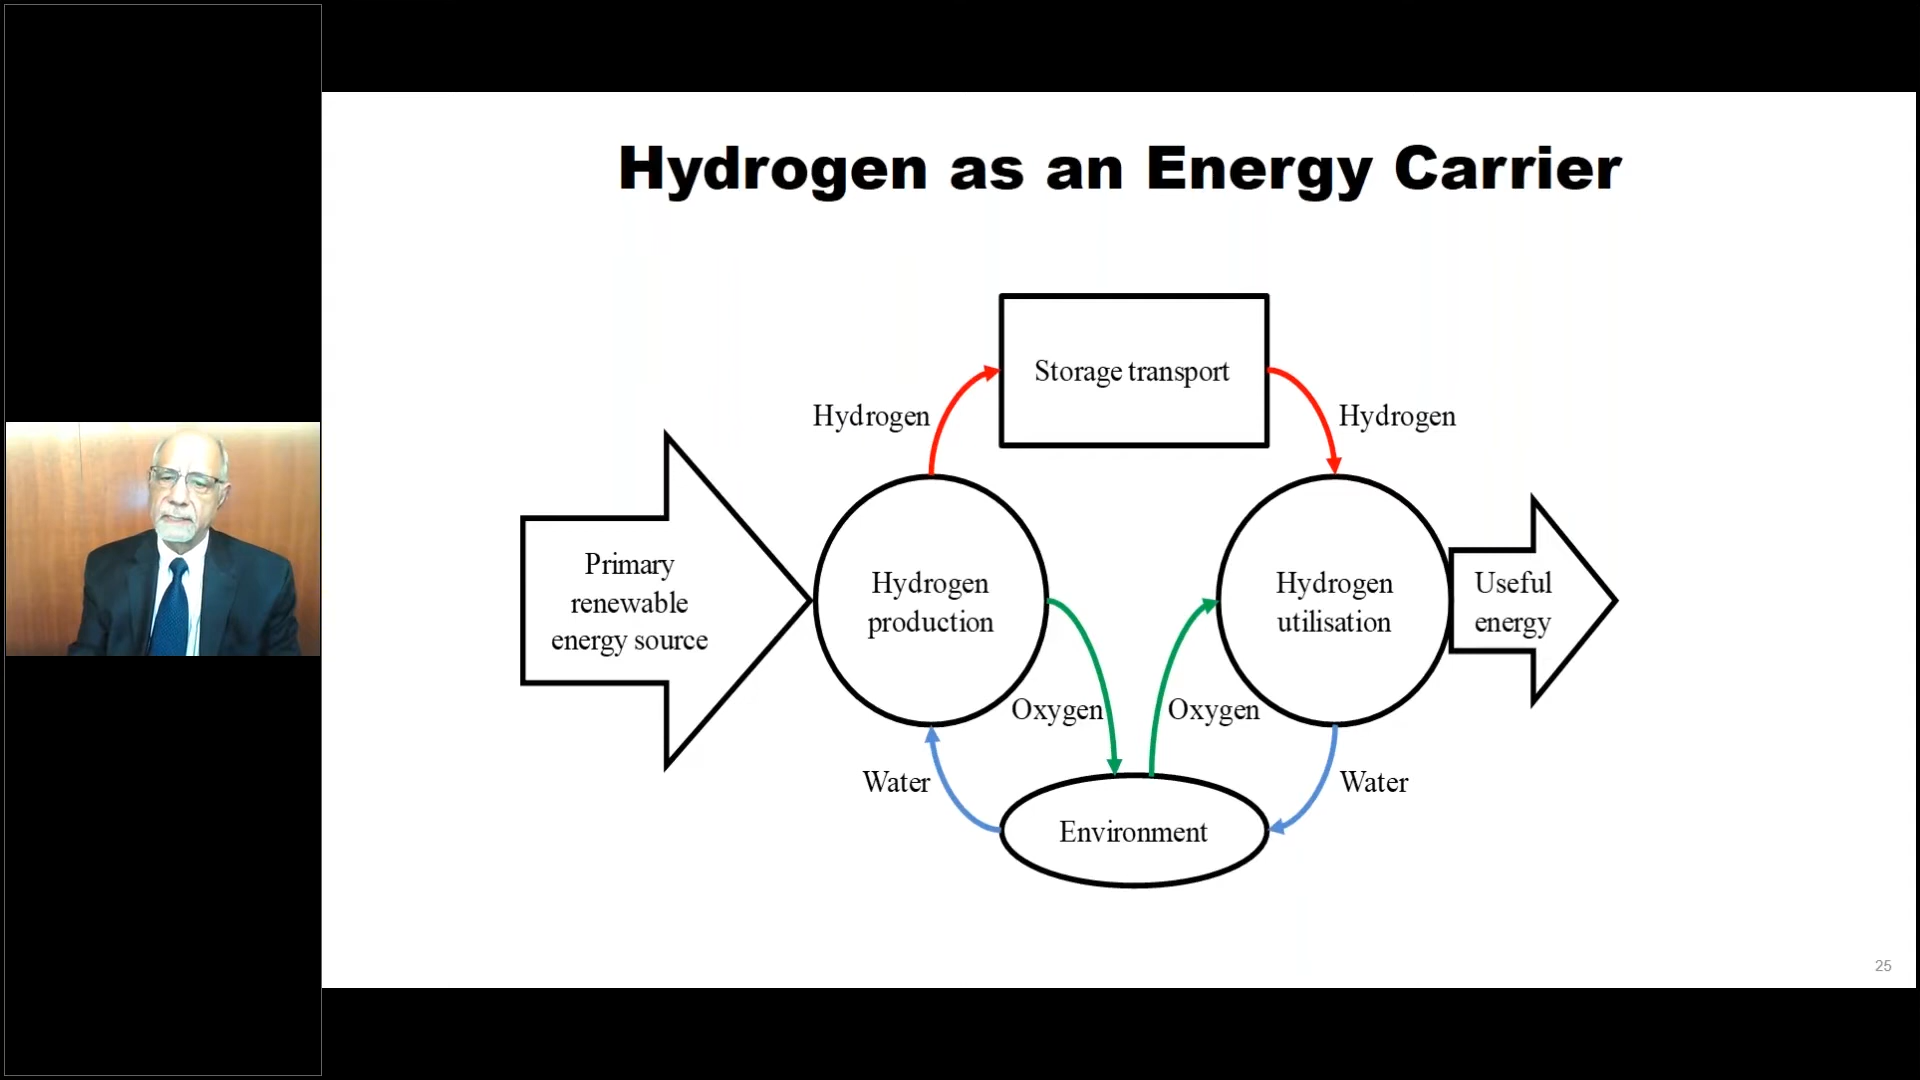 Hydrogen as an Energy Carrier
Storage transport
Hydrogen
Hydrogen
Primary
renewable
energy source
Hydrogen
production
Hydrogen
utilisation
Useful
energy
Oxygen
Oxygen
Water
Water
Environment
25